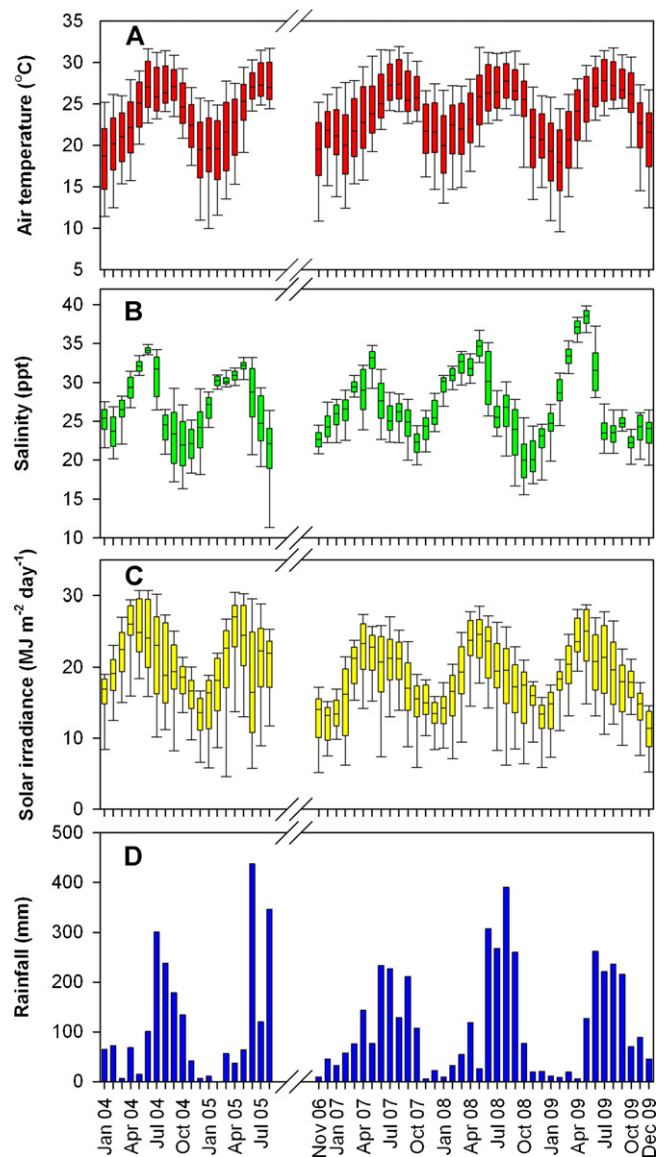 A
Air temperature (°C)
35
30
25
20
15
10
5
B
Salinity (ppt)
40
35
30
25
20
15
10
C
Solar irradiance (MJ m-2 day-1)
30
20
10
0
D
Rainfall (mm)
500
400
300
200
100
0
Jan 04
Apr 04
Jul 04
Oct 04
Jan 05
Apr 05
Jul 05
Nov 06
Jan 07
Apr 07
Jul 07
Oct 07
Jan 08
Apr 08
Jul 08
Oct 08
Jan 09
Apr 09
Jul 09
Oct 09
Dec 09